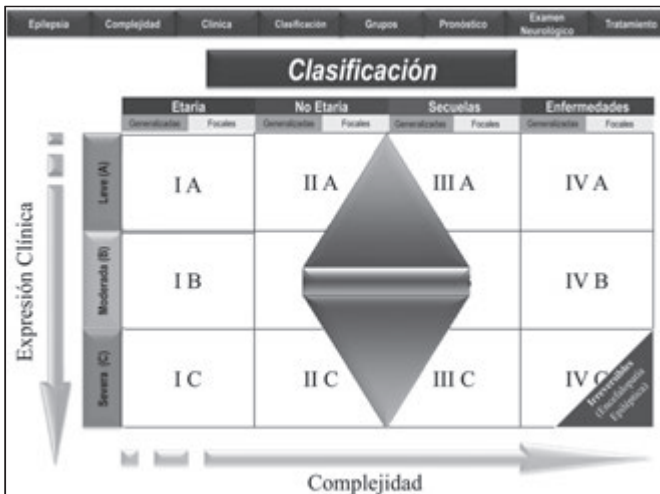 Epilepsia Complejidad Clínica Clasificación Grupos Pronóstico Examen Neurológico Tratamiento
Clasificación
Etaria No Etaria Secuelas Enfermedades
Generalizadas Focales Generalizadas Focales Generalizadas Focales Generalizadas Focales
Expresión Clínica
Leve (A)
I A II A III A IV A
Moderada (B)
I B IV B
Severa (C)
I C II C III C IV C
Irreversibles
(Encefalopatía
Epiléptica)
Complejidad